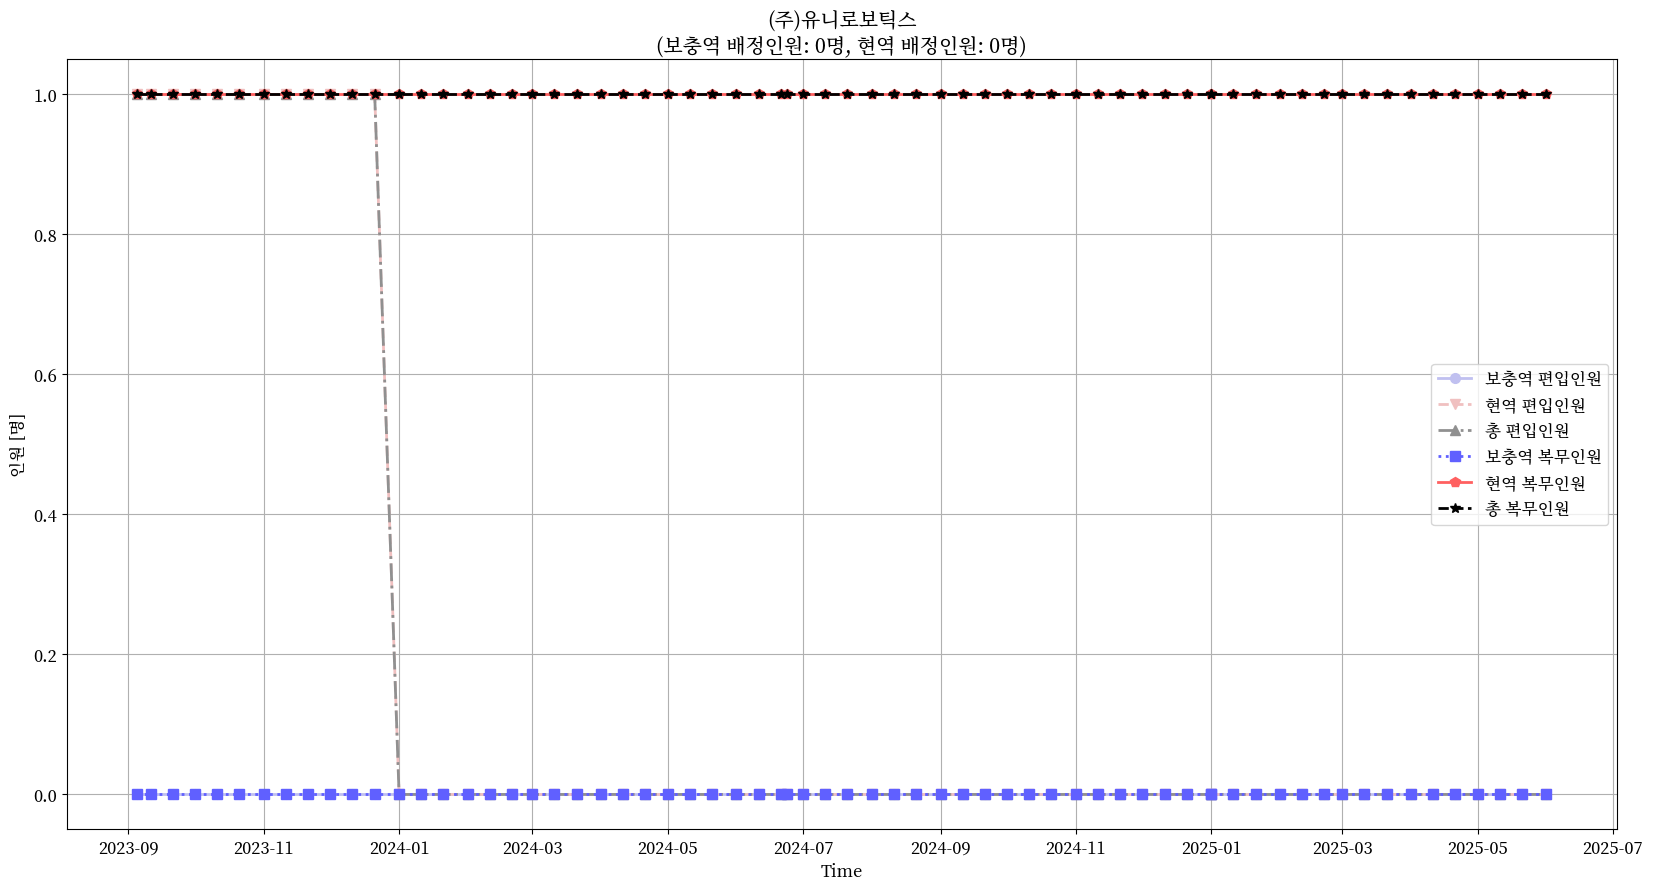 (주)유니로보틱스
(보충역 배정인원: 0명, 현역 배정인원: 0명)
인원 [명]
1.0
0.8
0.6
0.4
0.2
0.0
보충역 편입인원
현역 편입인원
총 편입인원
보충역 복무인원
현역 복무인원
총 복무인원
2023-09 2023-11 2024-01 2024-03 2024-05 2024-07 2024-09 2024-11 2025-01 2025-03 2025-05 2025-07
Time